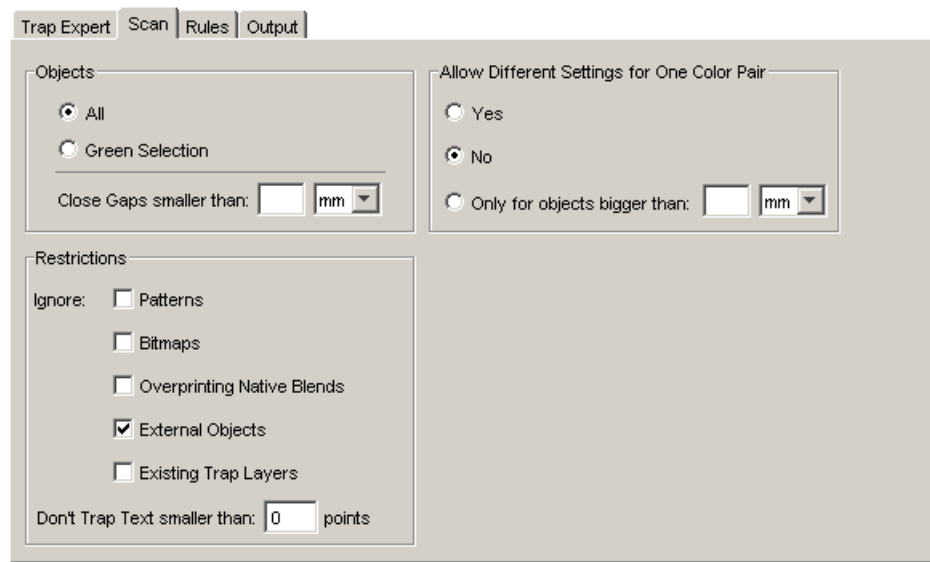 Trap Expert Scan Rules Output
Objects
All
Green Selection
Close Gaps smaller than: mm
Allow Different Settings for One Color Pair
Yes
No
Only for objects bigger than: mm
Restrictions
Ignore: Patterns
Bitmaps
Overprinting Native Blends
External Objects
Existing Trap Layers
Don't Trap Text smaller than: 0 points